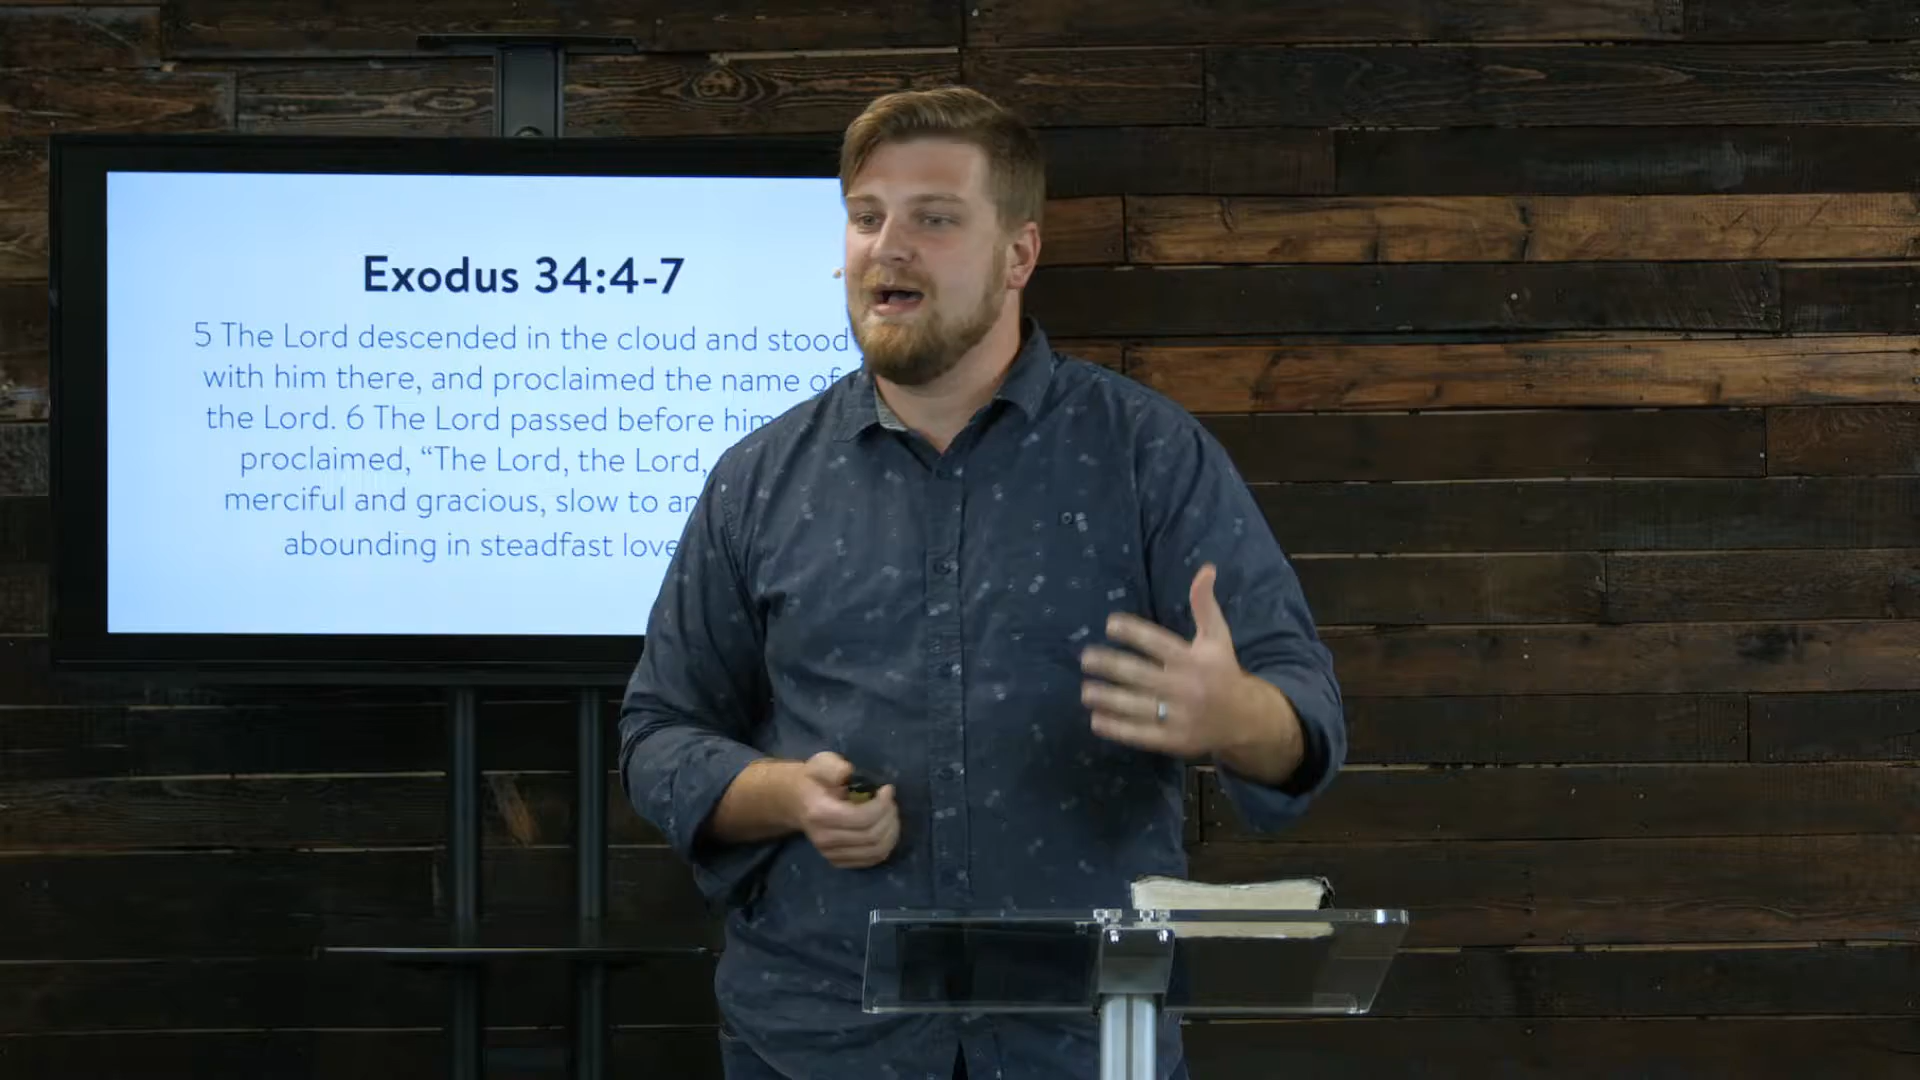 Exodus 34:4-7
5 The Lord descended in the cloud and stood
with him there, and proclaimed the name of
the Lord. 6 The Lord passed before him
proclaimed, “The Lord, the Lord,
merciful and gracious, slow to an
abounding in steadfast love